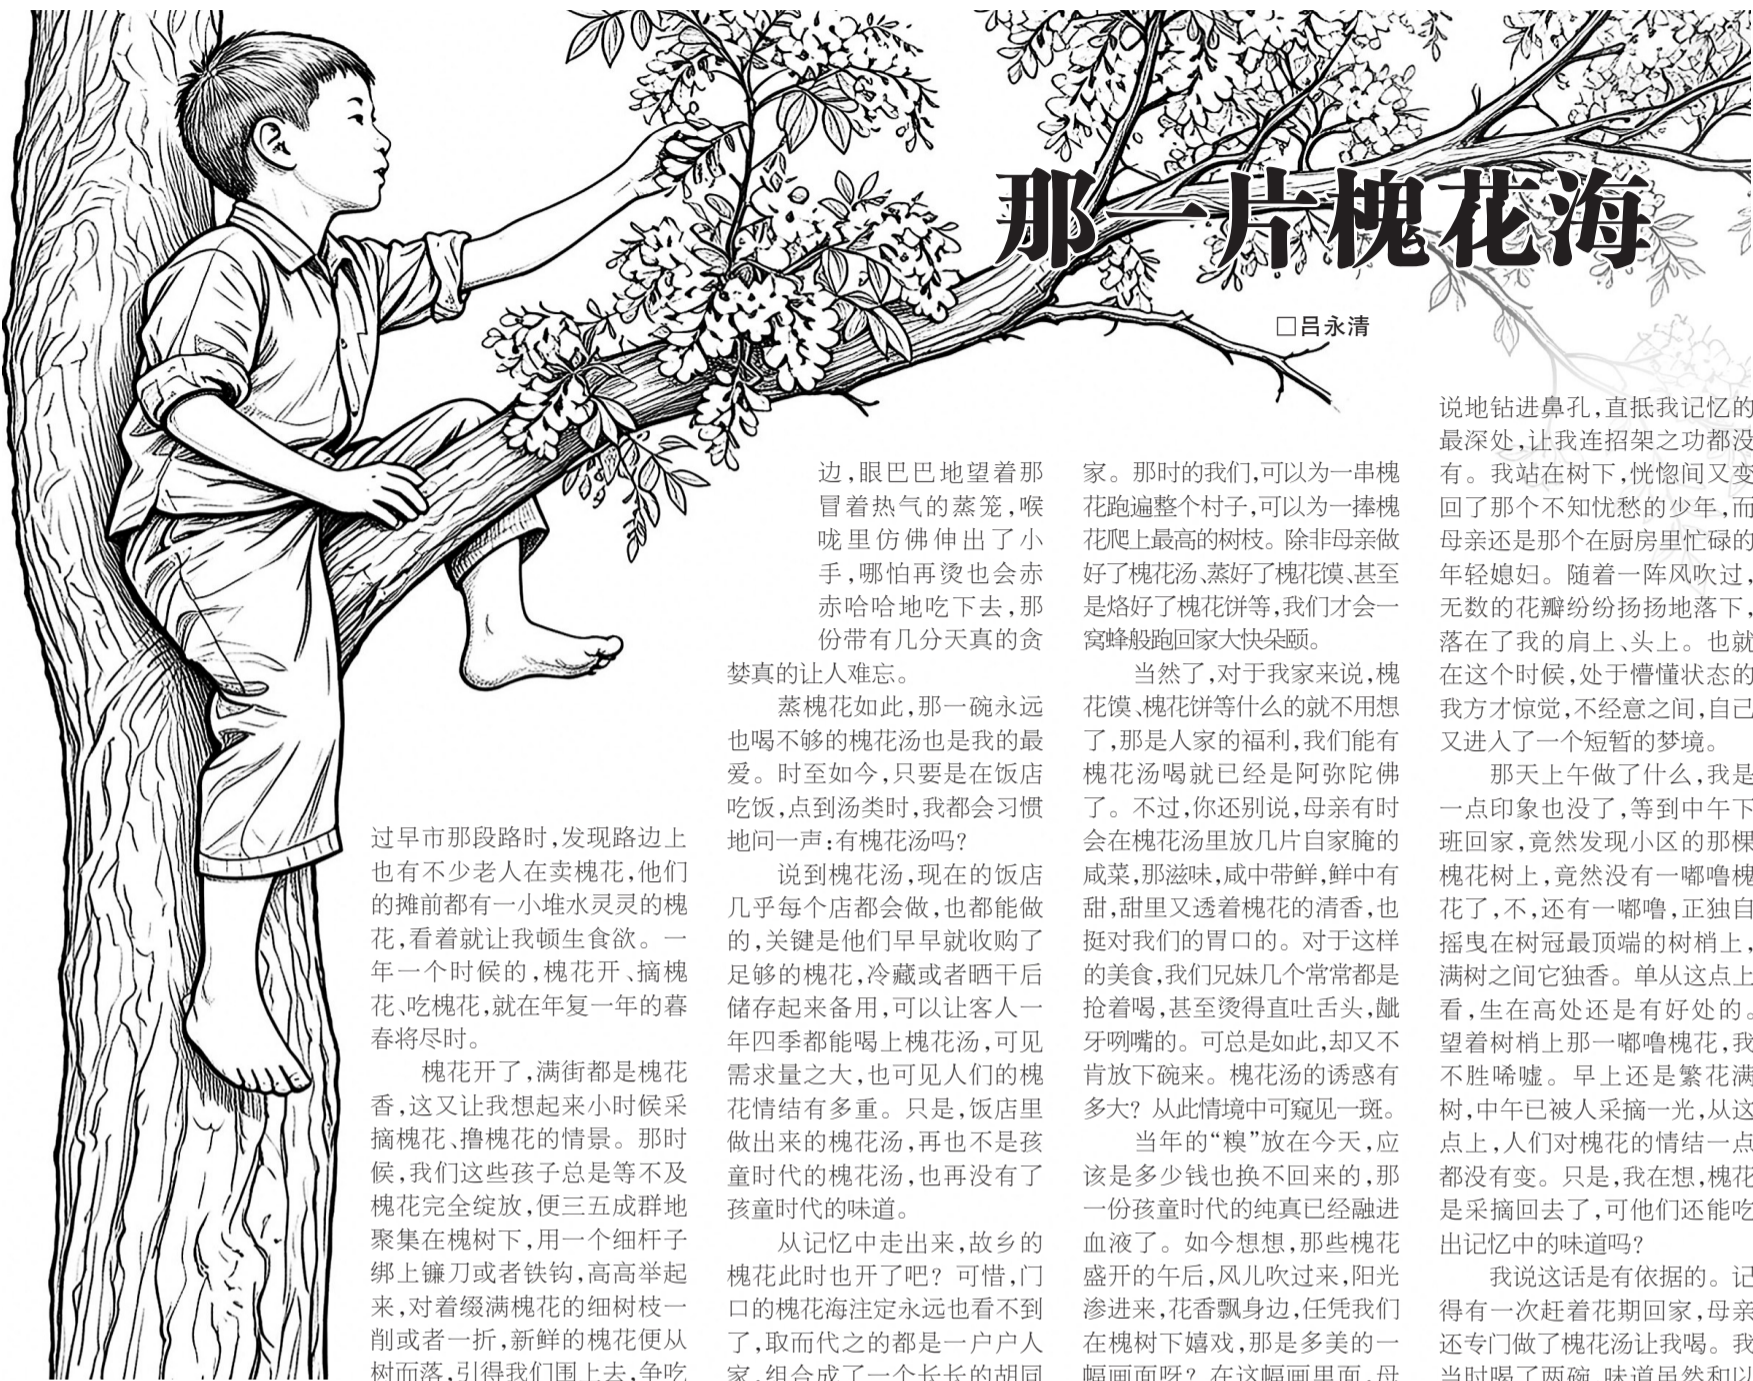 那一片槐花海
□吕永清
过早市那段路时，发现路边上
也有不少老人在卖槐花，他们
的摊前都有一小堆水灵灵的槐
花，看着就让我顿生食欲。一
年一个时候的，槐花开、摘槐
花、吃槐花，就在年复一年的暮
春将尽时。
槐花开了，满街都是槐花
香，这又让我想起来小时候采
摘槐花、撸槐花的情景。那时
候，我们这些孩子总是等不及
槐花完全绽放，便三五成群地
聚集在槐树下，用一个细杆子
绑上镰刀或者铁钩，高高举起
来，对着缀满槐花的细树枝一
削或者一折，新鲜的槐花便从
树而落，引得我们围上去，争吃
边，眼巴巴地望着那
冒着热气的蒸笼，喉
咙里仿佛伸出了小
手，哪怕再烫也会赤
赤哈哈地吃下去，那
份带有几分天真的贪
婪真的让人难忘。
蒸槐花如此，那一碗永远
也喝不够的槐花汤也是我的最
爱。时至如今，只要是在饭店
吃饭，点到汤类时，我都会习惯
地问一声：有槐花汤吗？
说到槐花汤，现在的饭店
几乎每个店都会做，也都能做
的，关键是他们早早就收购了
足够的槐花，冷藏或者晒干后
储存起来备用，可以让客人一
年四季都能喝上槐花汤，可见
需求量之大，也可见人们的槐
花情结有多重。只是，饭店里
做出来的槐花汤，再也不是孩
童时代的槐花汤，也再没有了
孩童时代的味道。
从记忆中走出来，故乡的
槐花此时也开了吧？可惜，门
口的槐花海注定永远也看不到
了，取而代之的都是一户户人
家，组合成了一个长长的胡同
家。那时的我们，可以为一串槐
花跑遍整个村子，可以为一捧槐
花爬上最高的树枝。除非母亲做
好了槐花汤、蒸好了槐花馍、甚至
是烙好了槐花饼等，我们才会一
窝蜂般跑回家大快朵颐。
当然了，对于我家来说，槐
花馍、槐花饼等什么的就不用想
了，那是人家的福利，我们能有
槐花汤喝就已经是阿弥陀佛
了。不过，你还别说，母亲有时
会在槐花汤里放几片自家腌的
咸菜，那滋味，咸中带鲜，鲜中有
甜，甜里又透着槐花的清香，也
挺对我们的胃口的。对于这样
的美食，我们兄妹几个常常都是
抢着喝，甚至烫得直吐舌头，龇
牙咧嘴的。可总是如此，却又不
肯放下碗来。槐花汤的诱惑有
多大？从此情境中可窥见一斑。
当年的“糗”放在今天，应
该是多少钱也换不回来的，那
一份孩童时代的纯真已经融进
血液了。如今想想，那些槐花
盛开的午后，风儿吹过来，阳光
渗进来，花香飘身边，任凭我们
在槐树下嬉戏，那是多美的一
幅画面呀？在这幅画里面，母
说地钻进鼻孔，直抵我记忆的
最深处，让我连招架之功都没
有。我站在树下，恍惚间又变
回了那个不知忧愁的少年，而
母亲还是那个在厨房里忙碌的
年轻媳妇。随着一阵风吹过，
无数的花瓣纷纷扬扬地落下，
落在了我的肩上、头上。也就
在这个时候，处于懵懂状态的
我方才惊觉，不经意之间，自己
又进入了一个短暂的梦境。
那天上午做了什么，我是
一点印象也没了，等到中午下
班回家，竟然发现小区的那棵
槐花树上，竟然没有一嘟噜槐
花了，不，还有一嘟噜，正独自
摇曳在树冠最顶端的树梢上，
满树之间它独香。单从这点上
看，生在高处还是有好处的。
望着树梢上那一嘟噜槐花，我
不胜唏嘘。早上还是繁花满
树，中午已被人采摘一光，从这
点上，人们对槐花的情结一点
都没有变。只是，我在想，槐花
是采摘回去了，可他们还能吃
出记忆中的味道吗？
我说这话是有依据的。记
得有一次赶着花期回家，母亲
还专门做了槐花汤让我喝。我
当时喝了两碗，味道虽然和以